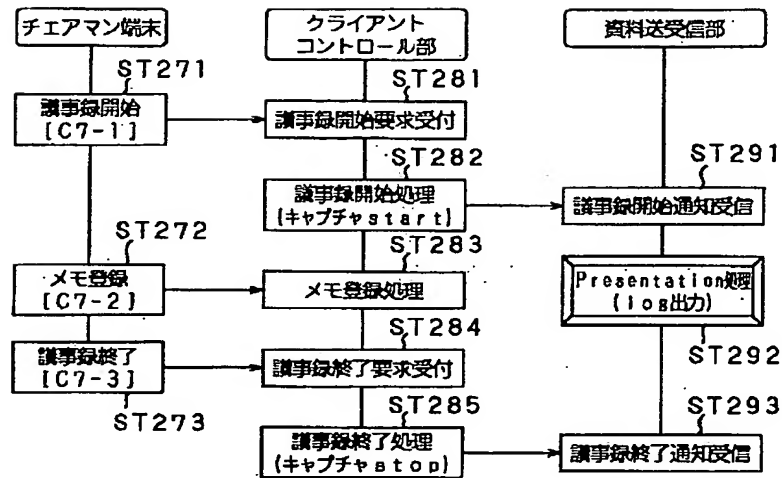 チェアマン端末
クライアント
コントロール部
資料送受信部
ST271
議事録開始
[C7-1]
ST281
議事録開始要求受付
ST282
議事録開始処理
(キャプチャstart)
ST291
議事録開始通知受信
ST272
メモ登録
[C7-2]
ST283
メモ登録処理
Presentation処理
(log出力)
ST292
ST284
議事録終了
[C7-3]
ST273
議事録終了要求受付
ST285
議事録終了処理
(キャプチャstop)
ST293
議事録終了通知受信